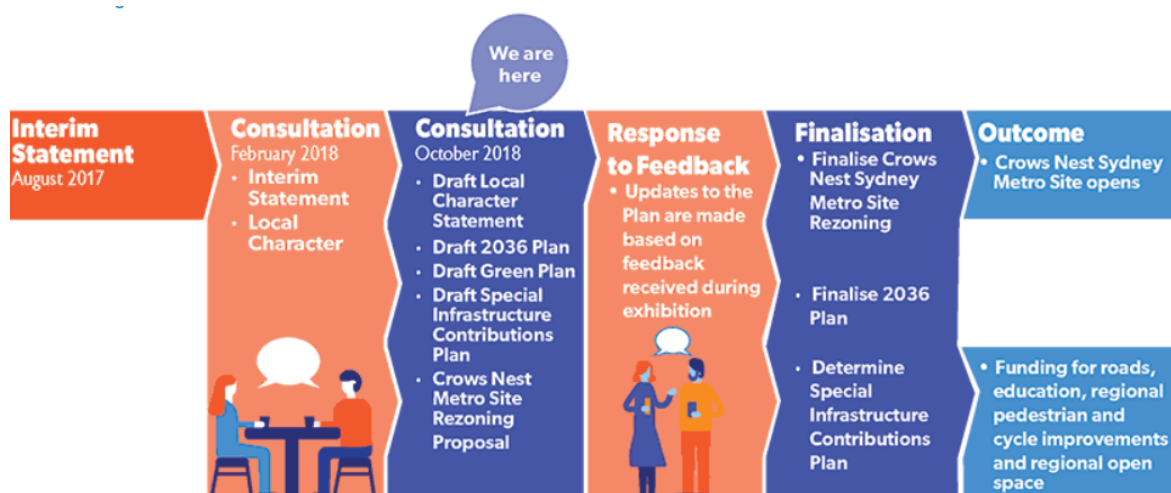 We are
here
Interim
Statement
August 2017
Consultation
February 2018
• Interim
Statement
• Local
Character
Consultation
October 2018
• Draft Local
Character
Statement
• Draft 2036 Plan
• Draft Green Plan
• Draft Special
Infrastructure
Contributions
Plan
• Crows Nest
Metro Site
Rezoning
Proposal
Response
to Feedback
• Updates to the
Plan are made
based on
feedback
received during
exhibition
Finalisation
• Finalise Crows
Nest Sydney
Metro Site
Rezoning
• Finalise 2036
Plan
• Determine
Special
Infrastructure
Contributions
Plan
Outcome
• Crows Nest Sydney
Metro Site opens
• Funding for roads,
education, regional
pedestrian and
cycle improvements
and regional open
space